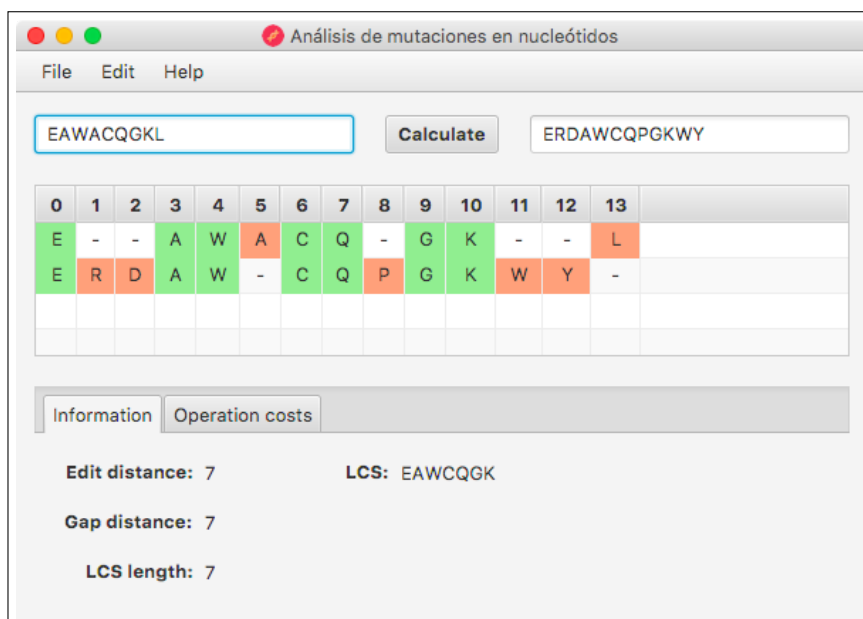 Análisis de mutaciones en nucleótidos
File Edit Help
EAWACQGKL Calculate ERDAWCQPGKWY
0 1 2 3 4 5 6 7 8 9 10 11 12 13
E - - A W A C Q - G K - - L
E R D A W - C Q P G K W Y -
Information Operation costs
Edit distance: 7 LCS: EAWCQGK
Gap distance: 7
LCS length: 7